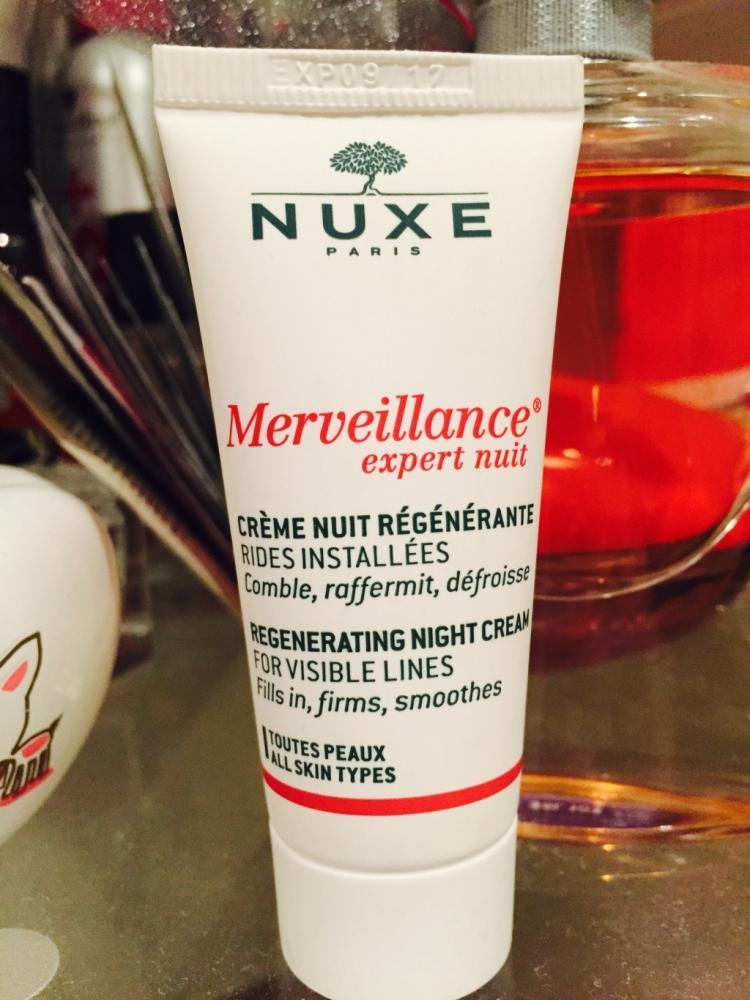 EXP09 17
NUXE
PARIS
Merveillance®
expert nuit
CRÈME NUIT RÉGÉNÉRANTE
RIDES INSTALLÉES
Comble, raffermit, défroisse
REGENERATING NIGHT CREAM
FOR VISIBLE LINES
Fills in, firms, smoothes
TOUTES PEAUX
ALL SKIN TYPES